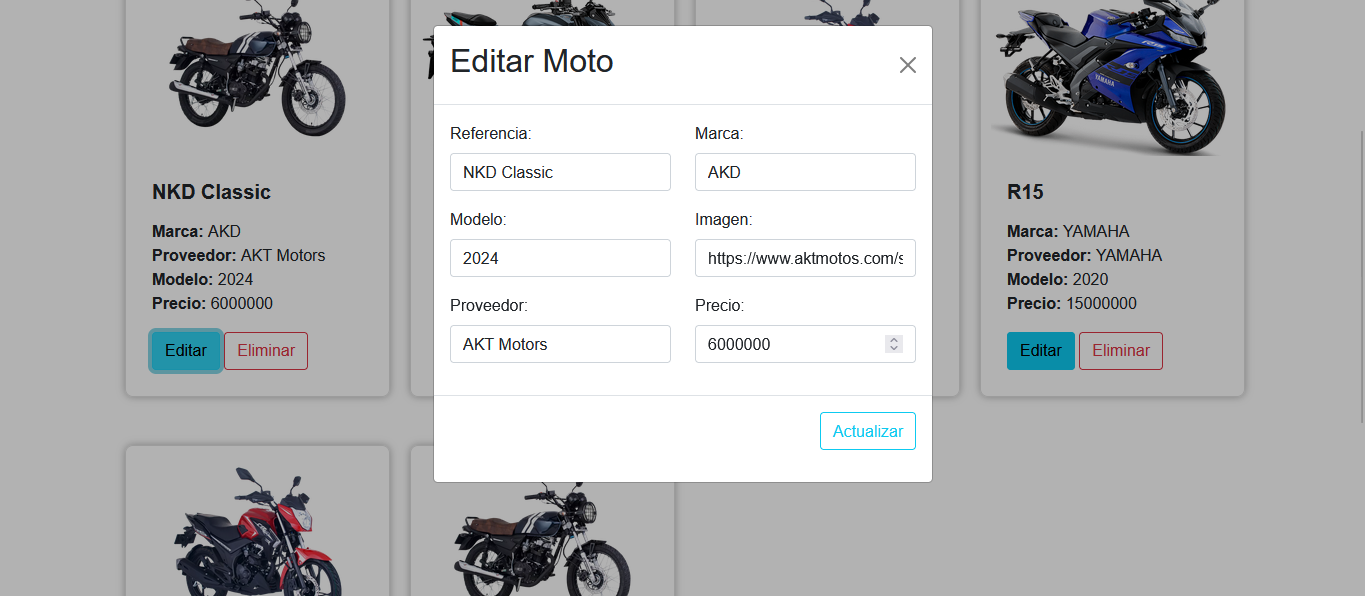 Editar Moto
Referencia:
Marca:
NKD Classic
AKD
Modelo:
Imagen:
2024
https://www.aktmotos.com/s
Proveedor:
Precio:
AKT Motors
6000000
Actualizar
NKD Classic
Marca: AKD
Proveedor: AKT Motors
Modelo: 2024
Precio: 6000000
Editar
Eliminar
R15
Marca: YAMAHA
Proveedor: YAMAHA
Modelo: 2020
Precio: 15000000
Editar
Eliminar
YAMAHA